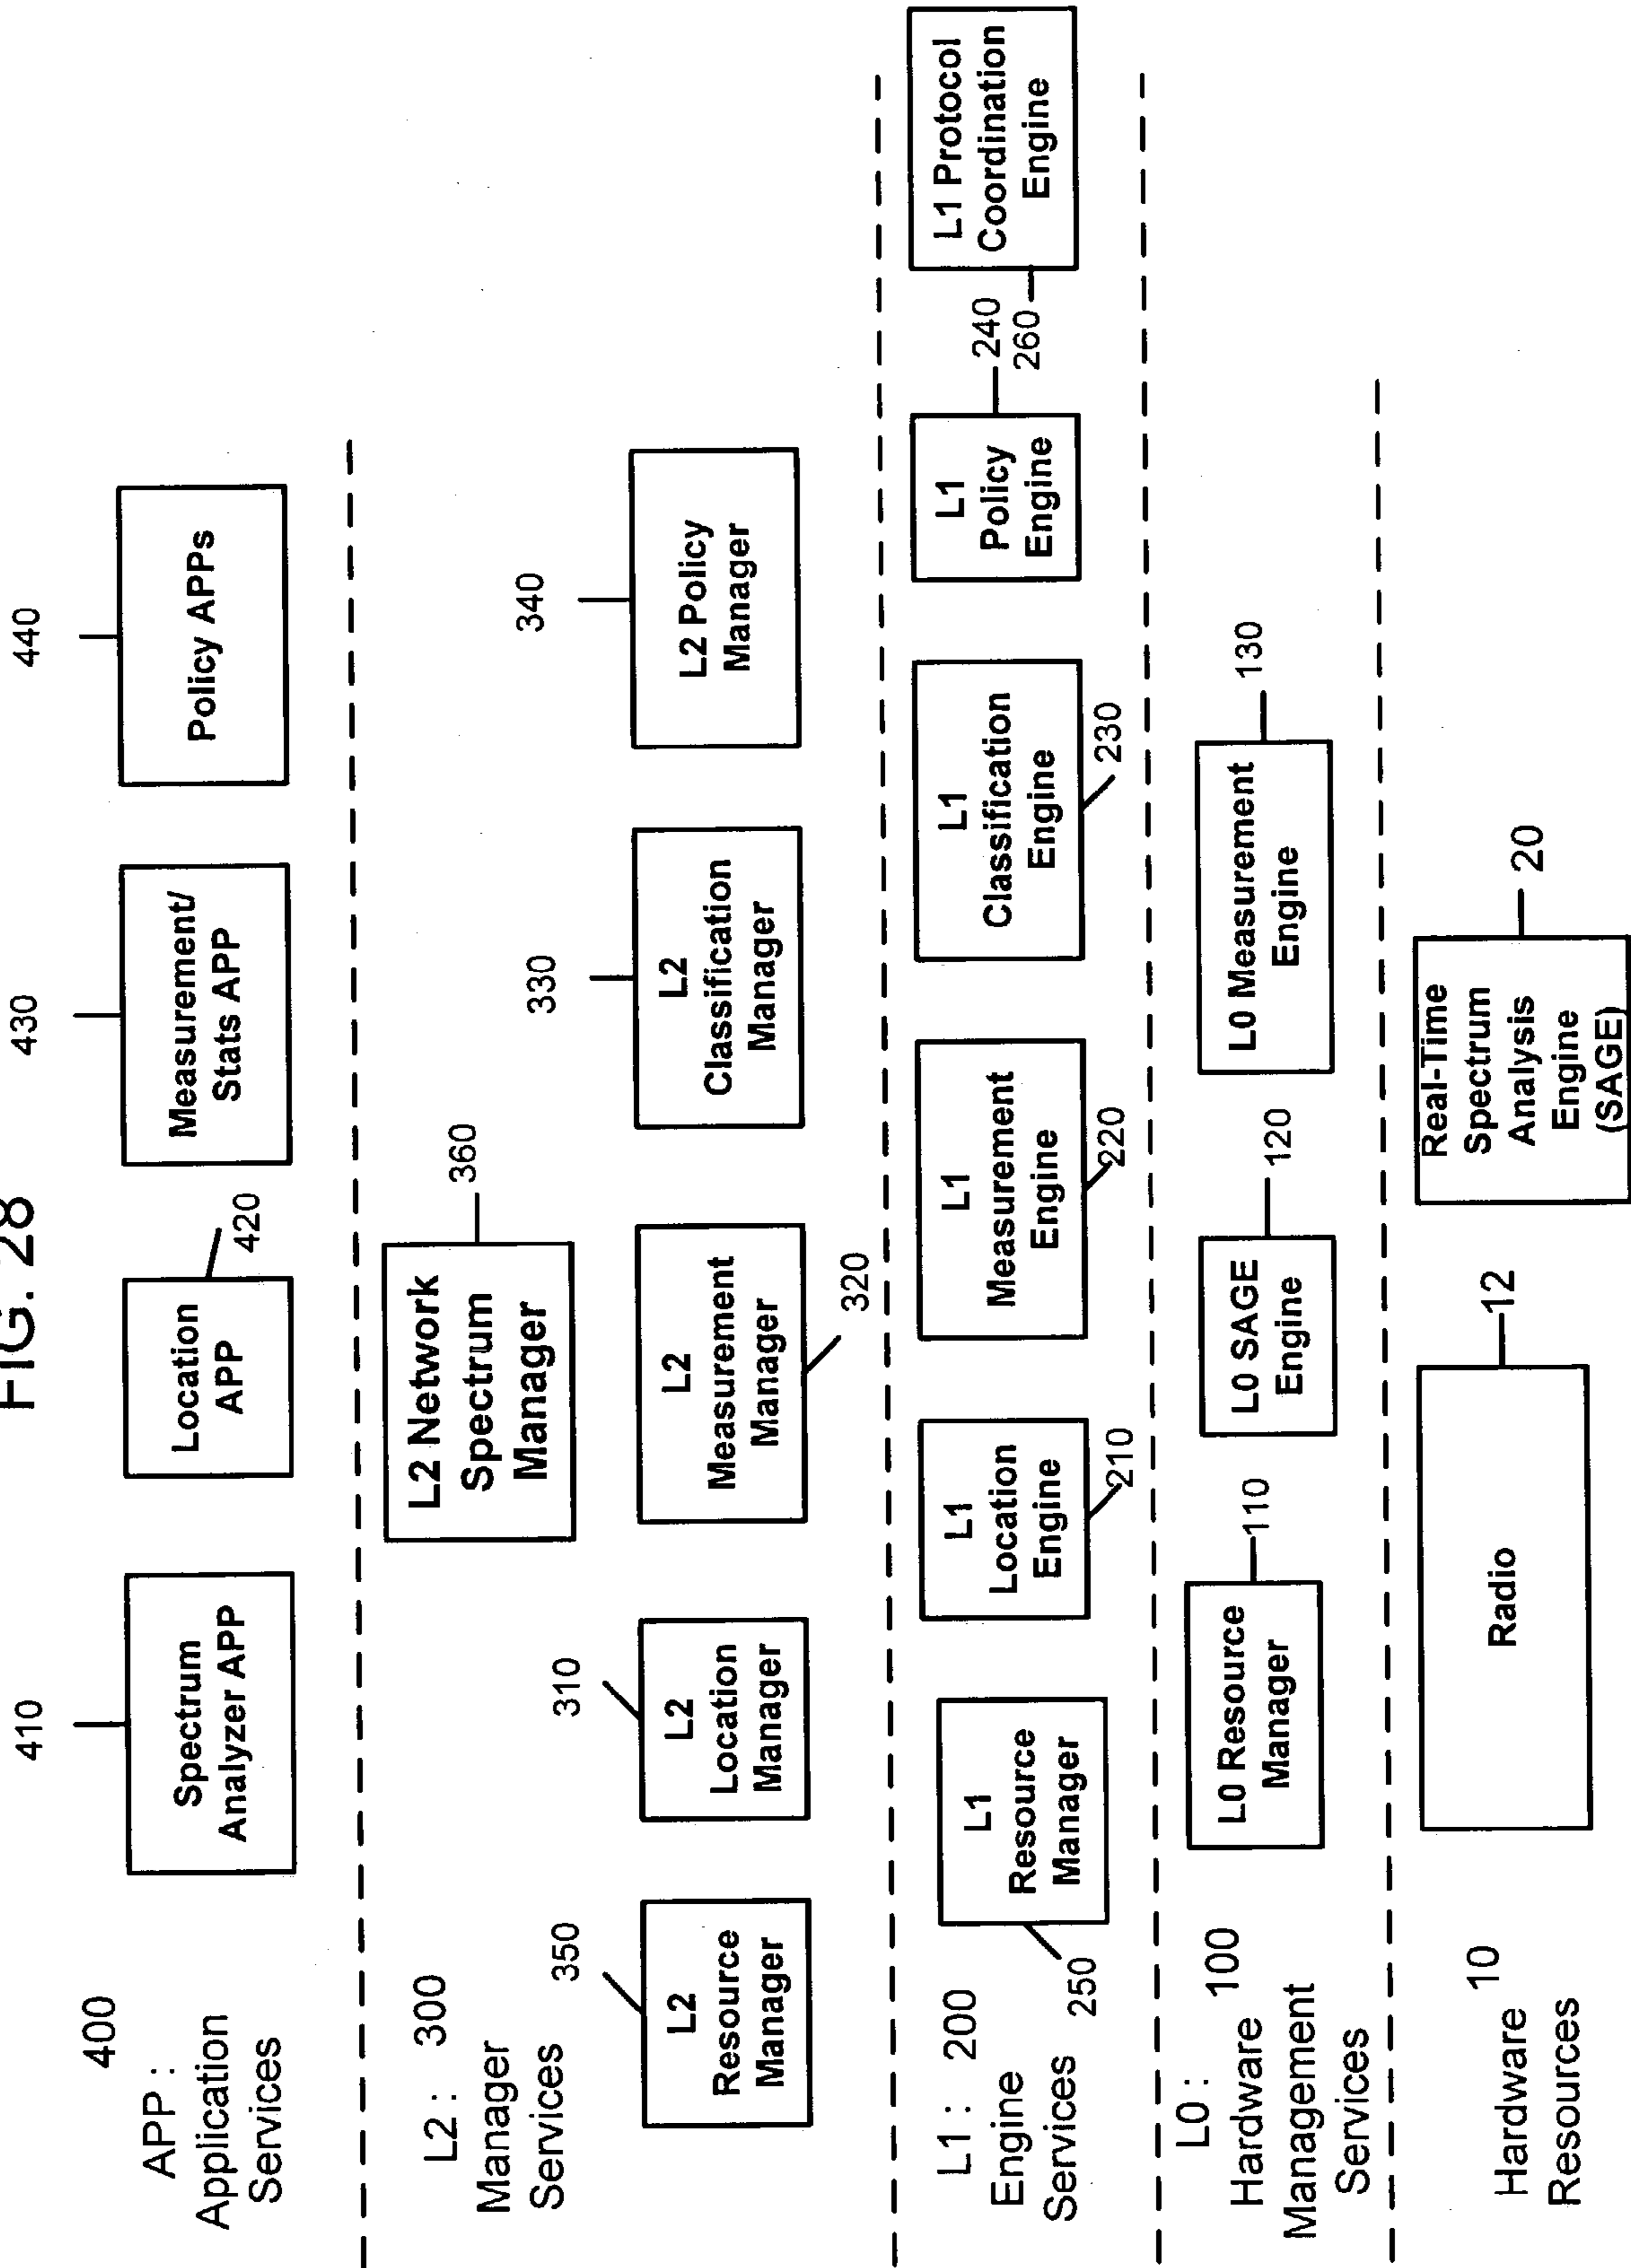 FIG. 28
400
APP :
Application
Services
410
Spectrum
Analyzer APP
Location
APP
420
430
Measurement/
Stats APP
440
Policy APPs
L2 : 300
Manager
Services
L2 Network
Spectrum
Manager
360
350
L2
Resource
Manager
310
L2
Location
Manager
L2
Measurement
Manager
320
330
L2
Classification
Manager
340
L2 Policy
Manager
L1 : 200
Engine
Services
250
L1
Resource
Manager
L1
Location
Engine
210
L1
Measurement
Engine
220
L1
Classification
Engine
230
L1
Policy
Engine
240
260
L1 Protocol
Coordination
Engine
L0 :
Hardware 100
Management
Services
L0 Resource
Manager
110
L0 SAGE
Engine
120
L0 Measurement
Engine
130
Hardware 10
Resources
Radio
12
Real-Time
Spectrum
Analysis
Engine
(SAGE)
20